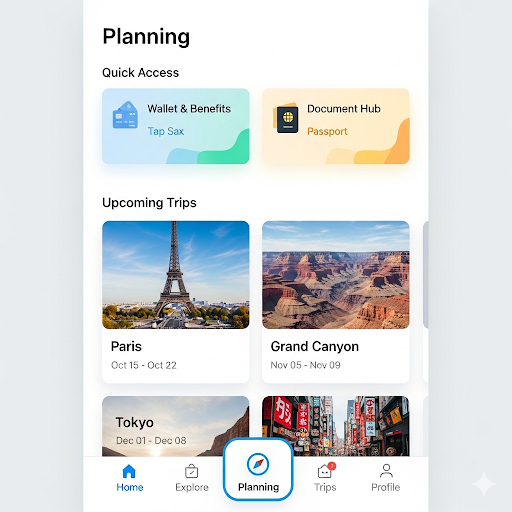 Planning
Quick Access
Wallet & Benefits
Tap Sax
Document Hub
Passport
Upcoming Trips
Paris
Oct 15 - Oct 22
Grand Canyon
Nov 05 - Nov 09
Tokyo
Dec 01 - Dec 08
Home
Explore
Planning
Trips
Profile